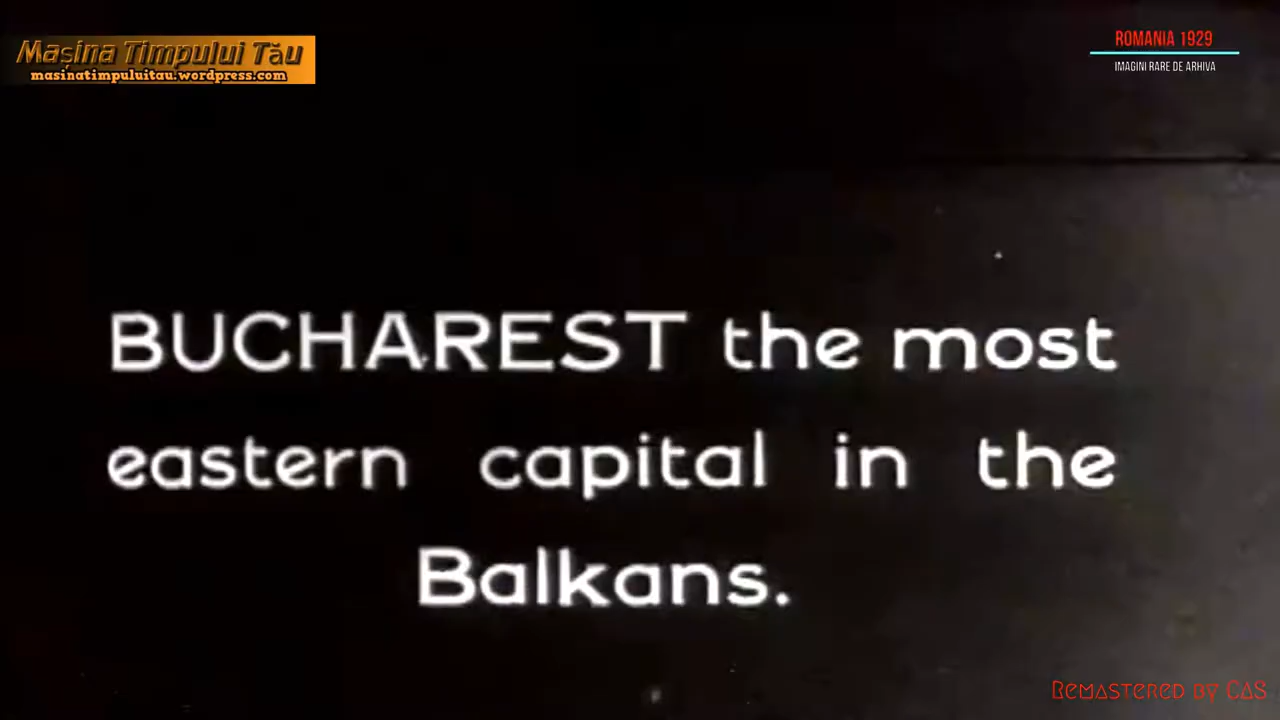 Mașina Timpului Tău
masinatimpuluitau.wordpress.com
ROMANIA 1929
IMAGINI RARE DE ARHIVA
BUCHAREST the most
eastern capital in the
Balkans.
Remastered by CAS